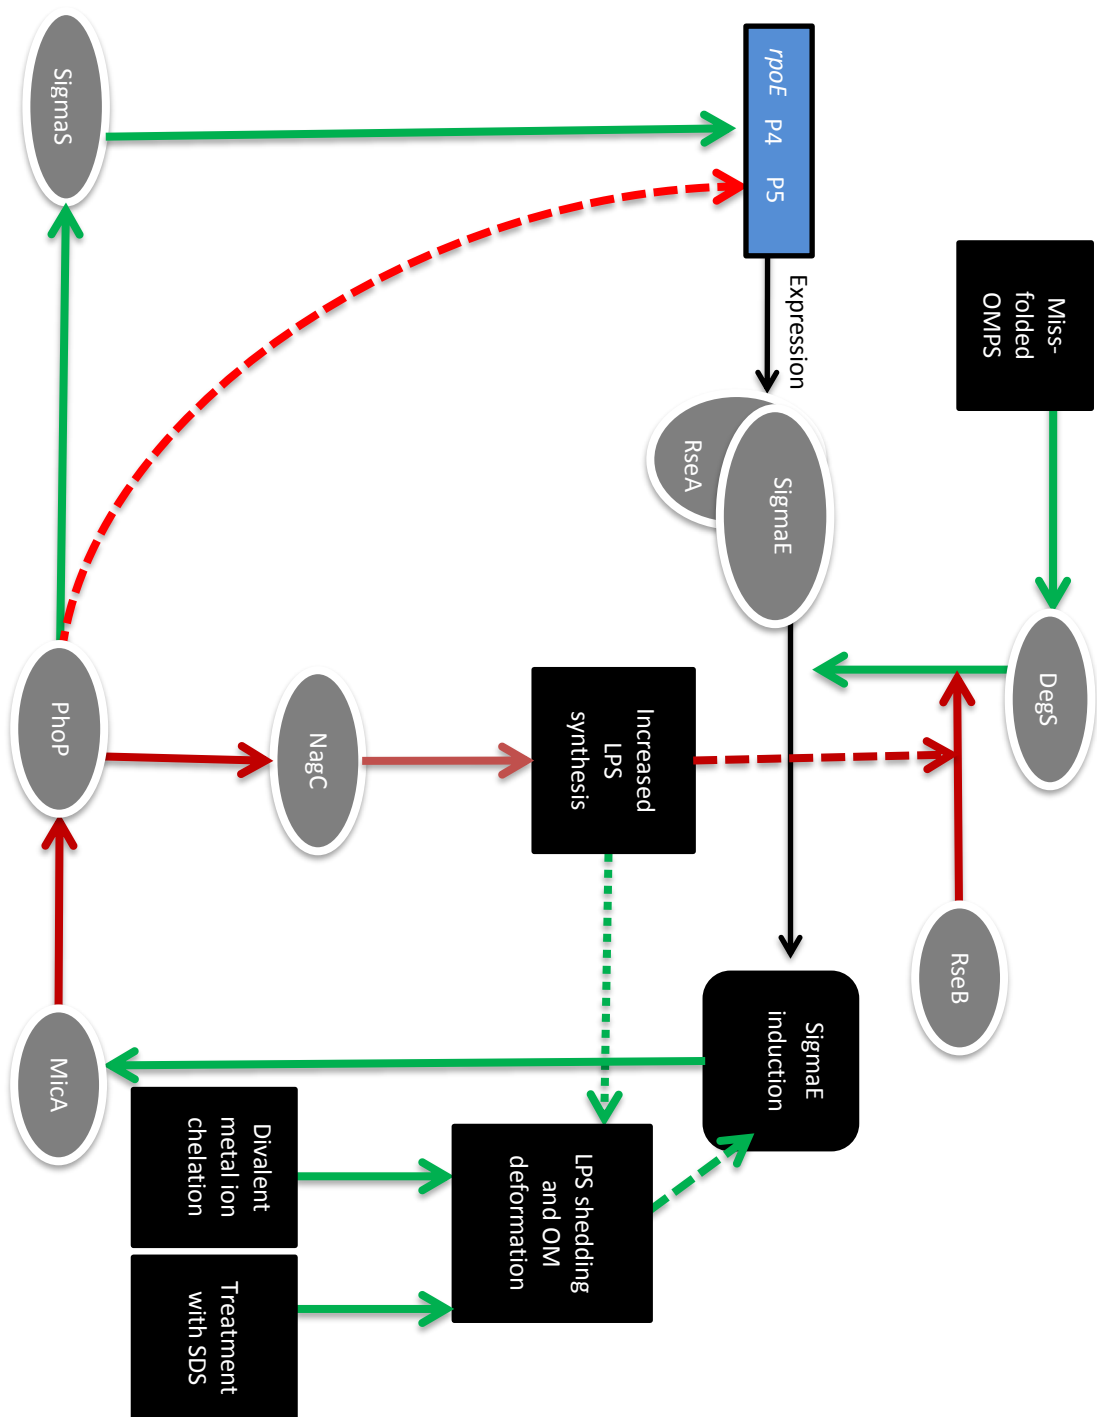 Miss-
folded
OMPS
DegS
RseB
rpoE P4 P5
Expression
SigmaE
RseA
SigmaE
induction
Increased
LPS
synthesis
LPS shedding
and OM
deformation
NagC
Divalent
metal ion
chelation
Treatment
with SDS
SigmaS
PhoP
MicA